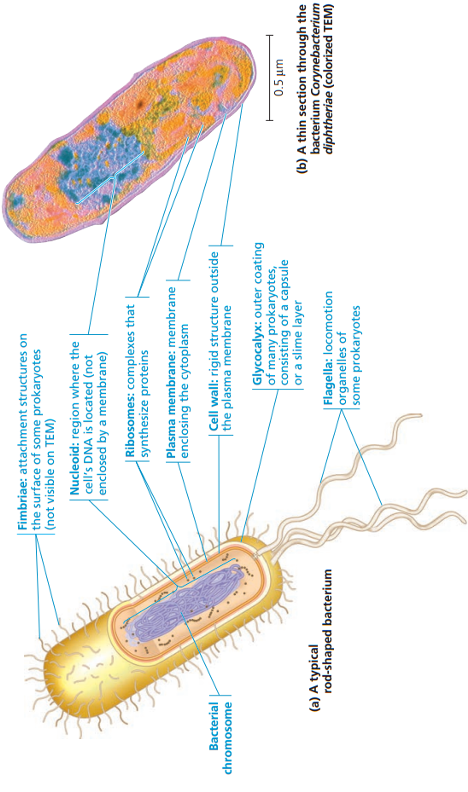 Fimbriae: attachment structures on
the surface of some prokaryotes
(not visible on TEM)
Nucleoid: region where the
cell's DNA is located (not
enclosed by a membrane)
Ribosomes: complexes that
synthesize proteins
Plasma membrane: membrane
enclosing the cytoplasm
Cell wall: rigid structure outside
the plasma membrane
Glycocalyx: outer coating
of many prokaryotes,
consisting of a capsule
or a slime layer
Flagella: locomotion
organelles of
some prokaryotes
Bacterial
chromosome
(a) A typical
rod-shaped bacterium
0.5 μm
(b) A thin section through the
bacterium Corynebacterium
diphtheriae (colorized TEM)